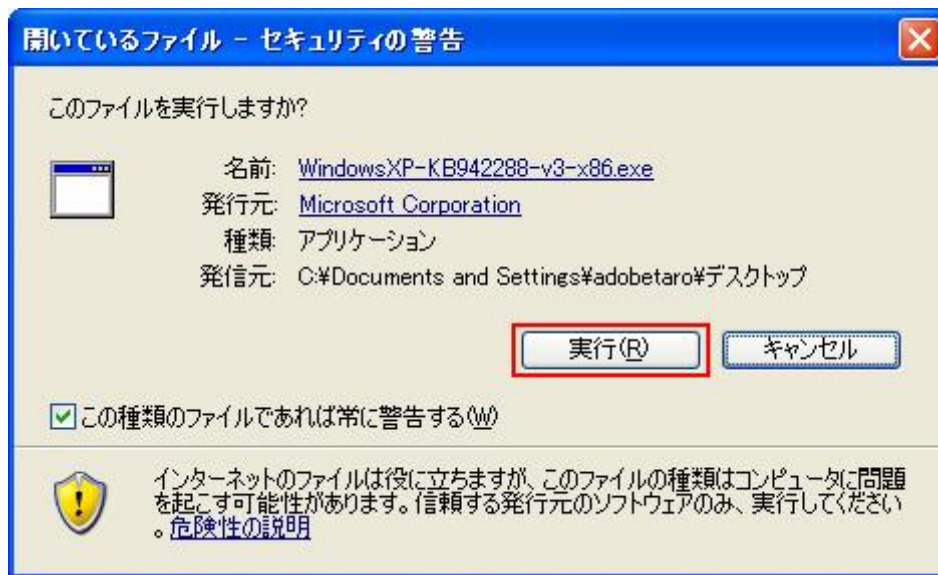 開いているファイル - セキュリティの警告
このファイルを実行しますか?
名前: WindowsXP-KB942288-v3-x86.exe
発行元: Microsoft Corporation
種類: アプリケーション
発信元: C:¥Documents and Settings¥adobetaro¥デスクトップ
実行(R) キャンセル
この種類のファイルであれば常に警告する(W)
インターネットのファイルは役に立ちますが、このファイルの種類はコンピュータに問題
を起こす可能性があります。信頼する発行元のソフトウェアのみ、実行してください
。危険性の説明